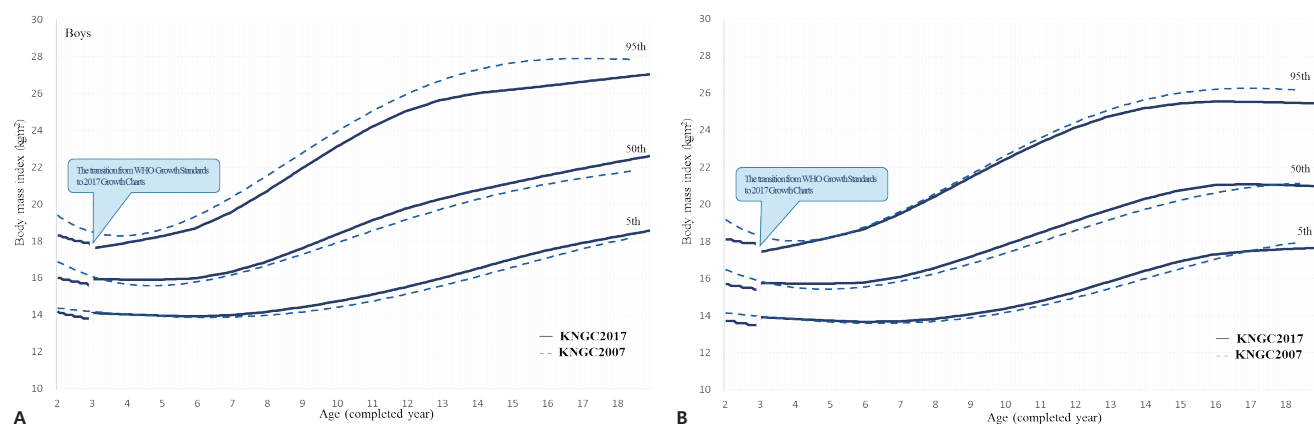 Boys
Body mass index (kg/m²)
30
28
26
24
22
20
18
16
14
12
10
95th
50th
5th
The transition from WHO Growth Standards
to 2017 Growth Charts
KNGC2017
KNGC2007
2 3 4 5 6 7 8 9 10 11 12 13 14 15 16 17 18
Age (completed year)
A
Body mass index (kg/m²)
30
28
26
24
22
20
18
16
14
12
10
95th
50th
5th
The transition from WHO Growth Standards
to 2017 Growth Charts
KNGC2017
KNGC2007
2 3 4 5 6 7 8 9 10 11 12 13 14 15 16 17 18
Age (completed year)
B